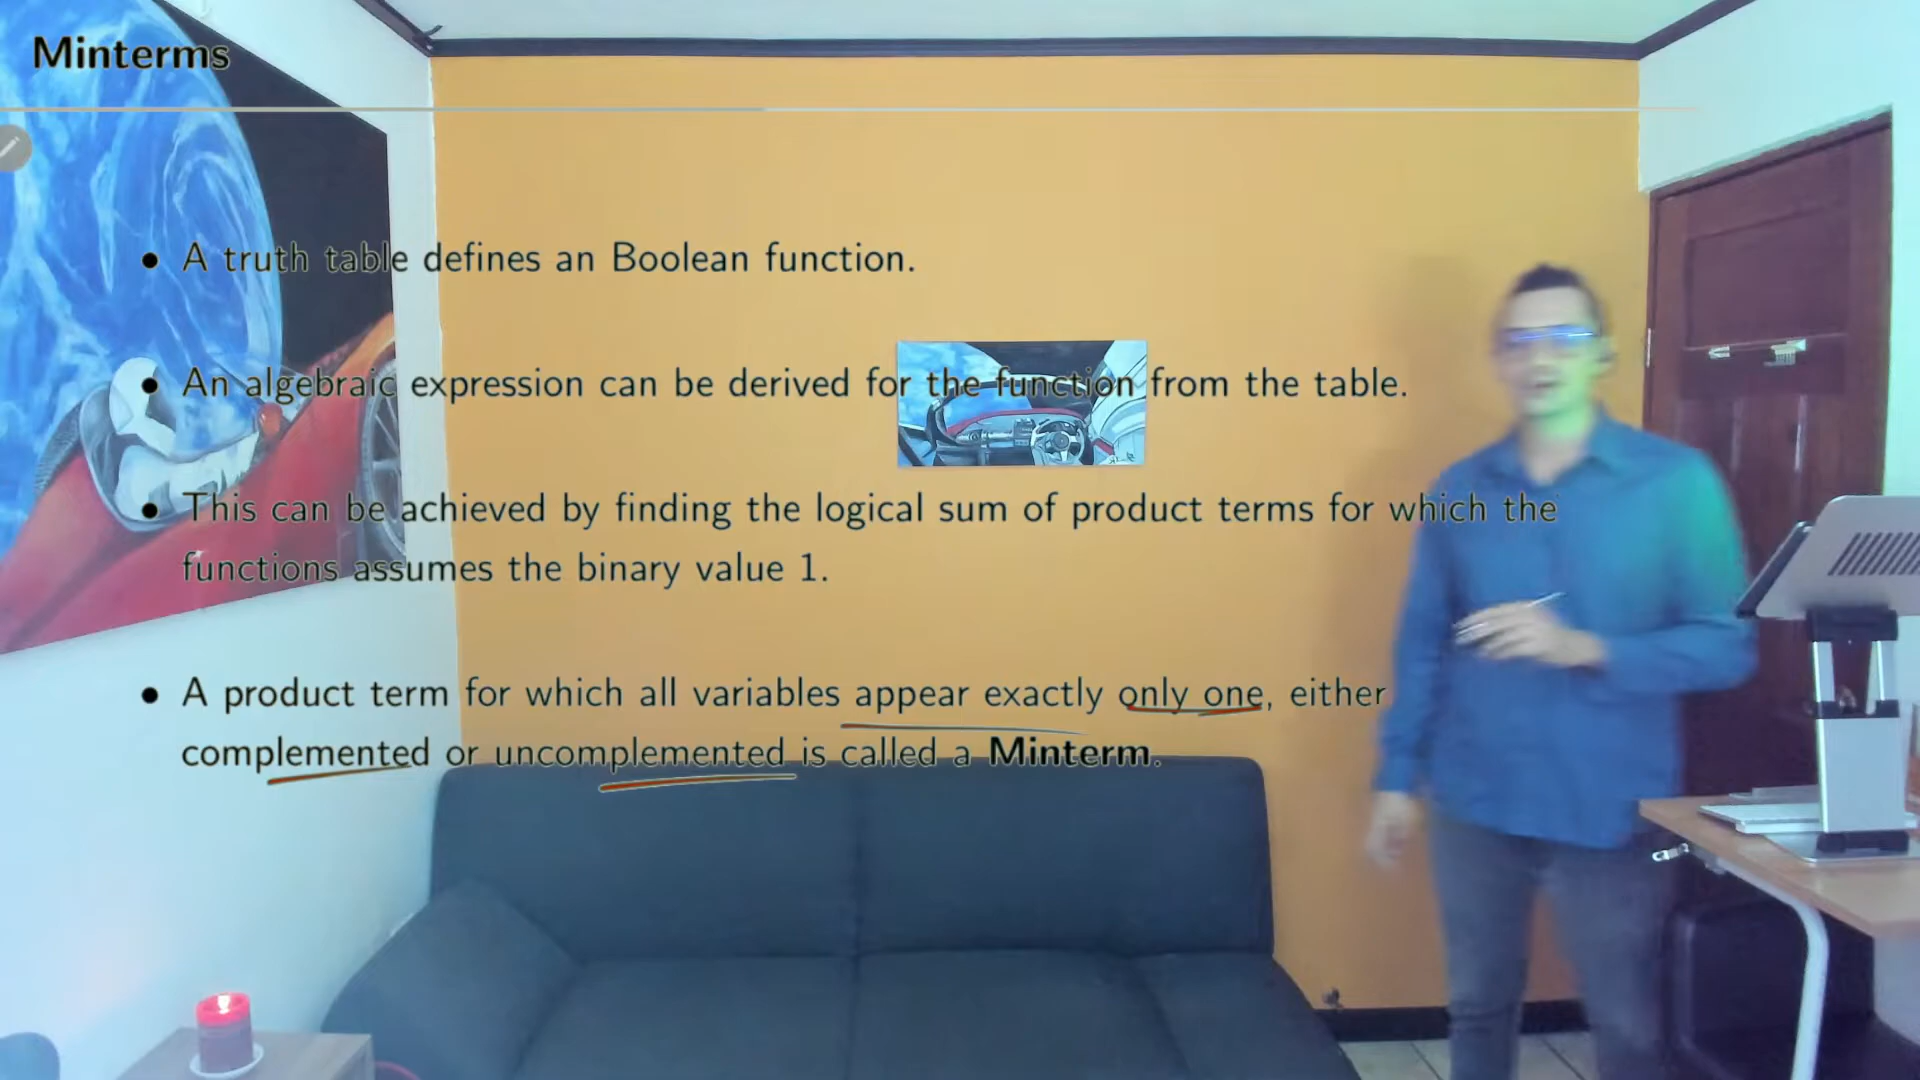 Minterms
• A truth table defines an Boolean function.
• An algebraic expression can be derived for the function from the table.
• This can be achieved by finding the logical sum of product terms for which the
functions assumes the binary value 1.
• A product term for which all variables appear exactly only one, either
complemented or uncomplemented is called a Minterm.